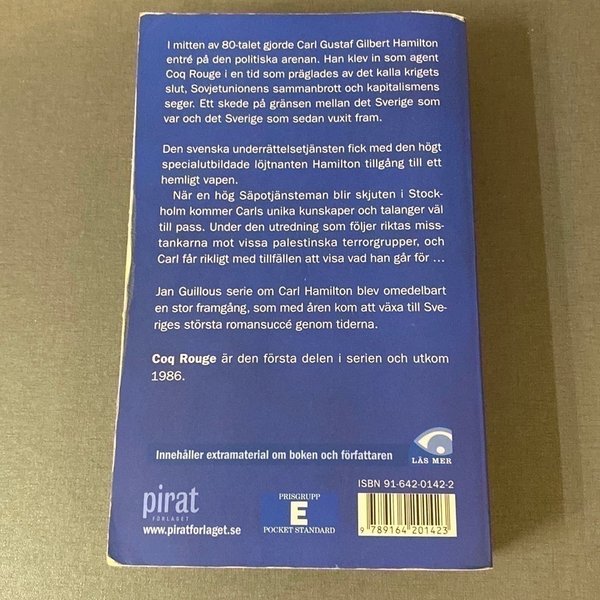 I mitten av 80-talet gjorde Carl Gustaf Gilbert Hamilton
entré på den politiska arenan. Han klev in som agent
Coq Rouge i en tid som präglades av det kalla krigets
slut, Sovjetunionens sammanbrott och kapitalismens
seger. Ett skede på gränsen mellan det Sverige som
var och det Sverige som sedan vuxit fram.
Den svenska underrättelsetjänsten fick med den högt
specialutbildade löjtnanten Hamilton tillgång till ett
hemligt vapen.
När en hög Säpotjänsteman blir skjuten i Stock-
holm kommer Carls unika kunskaper och talanger väl
till pass. Under den utredning som följer riktas miss-
tankarna mot vissa palestinska terrorgrupper, och
Carl får rikligt med tillfällen att visa vad han går för ...
Jan Guillous serie om Carl Hamilton blev omedelbart
en stor framgång, som med åren kom att växa till Sve-
riges största romansuccé genom tiderna.
Coq Rouge är den första delen i serien och utkom
1986.
Innehåller extramaterial om boken och författaren
LÄS MER
ISBN 91-642-0142-2
pirat
FÖRLAGET
www.piratforlaget.se
PRISGRUPP
E
POCKET STANDARD
9 789164 201423